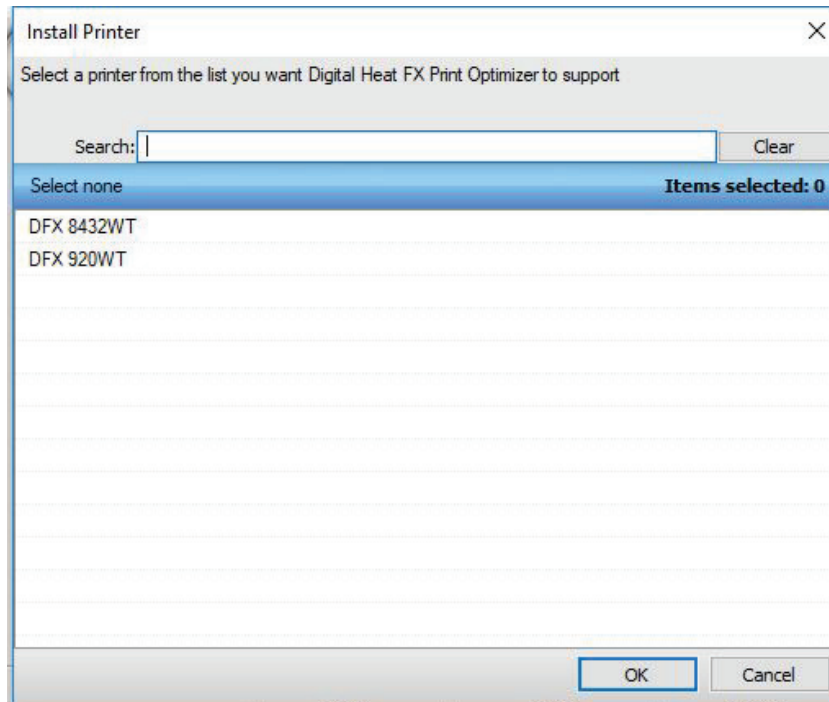 Install Printer
Select a printer from the list you want Digital Heat FX Print Optimizer to support
Search: Clear
Select none Items selected: 0
DFX 8432WT
DFX 920WT
OK Cancel